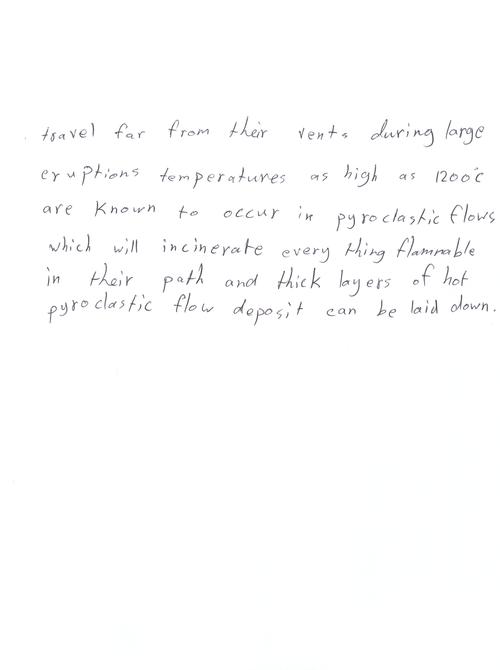 travel far from their vents during large
eruptions temperatures as high as 1200°c
are known to occur in pyroclastic flows
which will incinerate every thing flammable
in their path and thick layers of hot
pyroclastic flow deposit can be laid down.